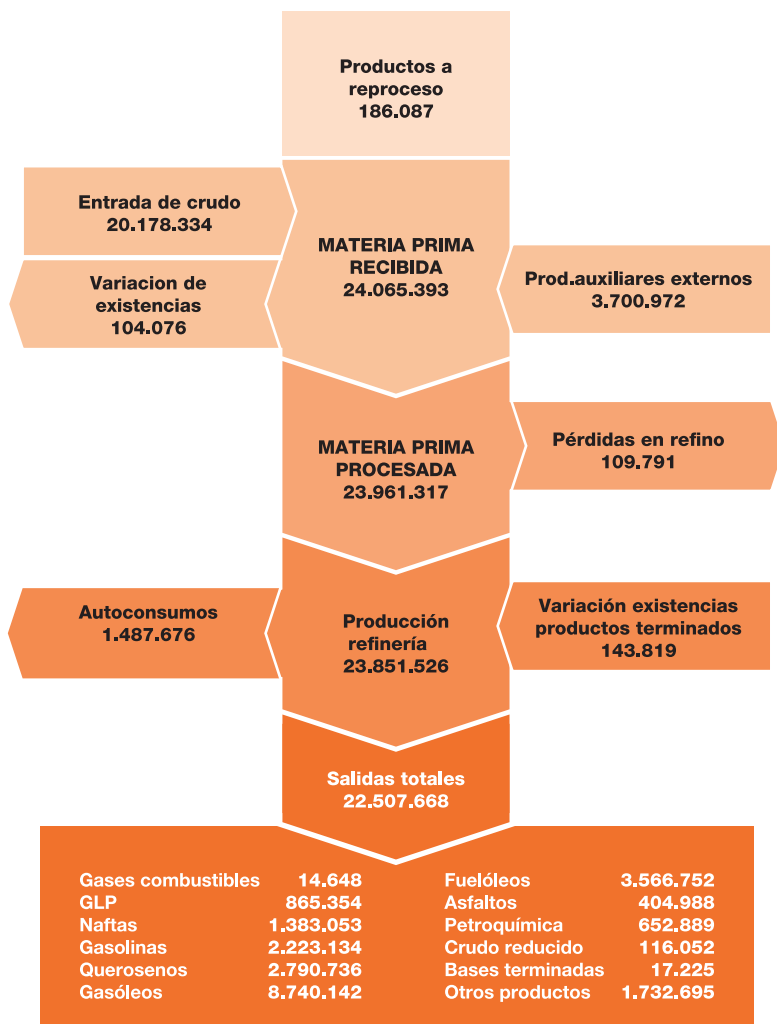 Productos a
reproceso
186.087
Entrada de crudo
20.178.334
MATERIA PRIMA
RECIBIDA
24.065.393
Variacion de
existencias
104.076
Prod.auxiliares externos
3.700.972
MATERIA PRIMA
PROCESADA
23.961.317
Pérdidas en refino
109.791
Autoconsumos
1.487.676
Producción
refinería
23.851.526
Variación existencias
productos terminados
143.819
Salidas totales
22.507.668
Gases combustibles 14.648
GLP 865.354
Naftas 1.383.053
Gasolinas 2.223.134
Querosenos 2.790.736
Gasóleos 8.740.142
Fuelóleos 3.566.752
Asfaltos 404.988
Petroquímica 652.889
Crudo reducido 116.052
Bases terminadas 17.225
Otros productos 1.732.695